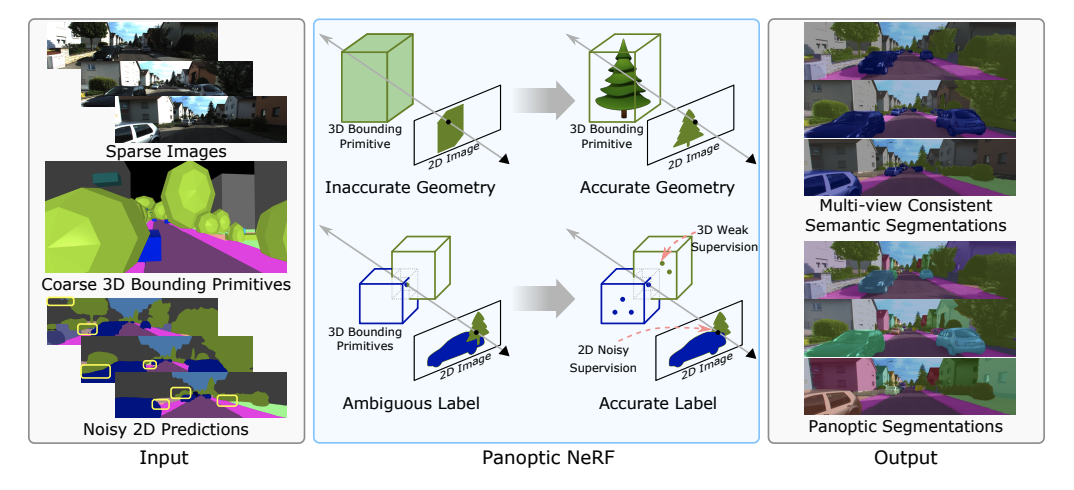 Sparse Images
Coarse 3D Bounding Primitives
Noisy 2D Predictions
Input
3D Bounding
Primitive
2D Image
Inaccurate Geometry
3D Bounding
Primitive
2D Image
Accurate Geometry
3D Bounding
Primitives
2D Image
Ambiguous Label
3D Weak
Supervision
2D Noisy
Supervision
2D Image
Accurate Label
Panoptic NeRF
Multi-view Consistent
Semantic Segmentations
Panoptic Segmentations
Output